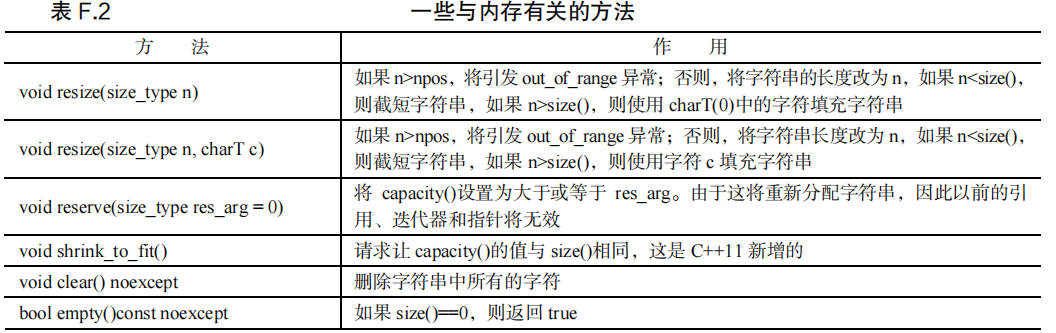 表 F.2 一些与内存有关的方法
方 法 作 用
void resize(size_type n) 如果 n>npos，将引发 out_of_range 异常；否则，将字符串的长度改为 n，如果 n<size()，
则截短字符串，如果 n>size()，则使用 charT(0)中的字符填充字符串
void resize(size_type n, charT c) 如果 n>npos，将引发 out_of_range 异常；否则，将字符串长度改为 n，如果 n<size()，
则截短字符串，如果 n>size()，则使用字符 c 填充字符串
void reserve(size_type res_arg = 0) 将 capacity()设置为大于或等于 res_arg。由于这将重新分配字符串，因此以前的引
用、迭代器和指针将无效
void shrink_to_fit() 请求让 capacity()的值与 size()相同，这是 C++11 新增的
void clear() noexcept 删除字符串中所有的字符
bool empty()const noexcept 如果 size()==0，则返回 true